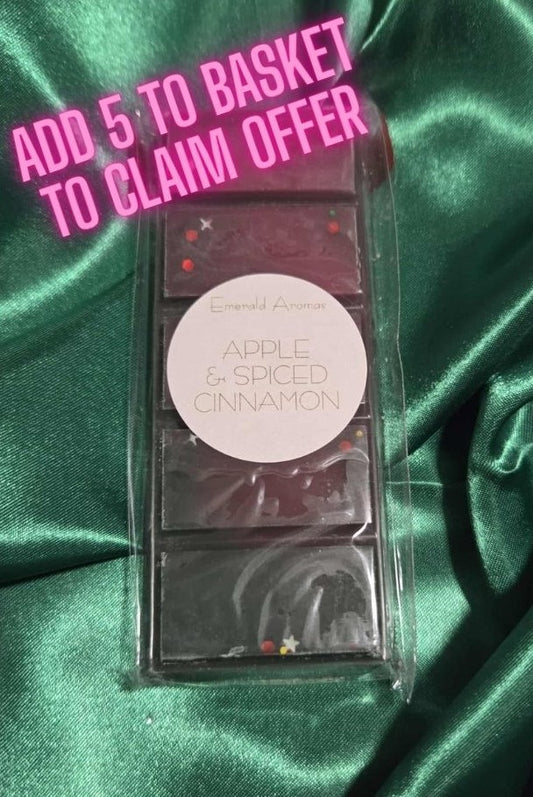 ADD 5 TO BASKET
TO CLAIM OFFER
Emerald Aromas
APPLE
& SPICED
CINNAMON